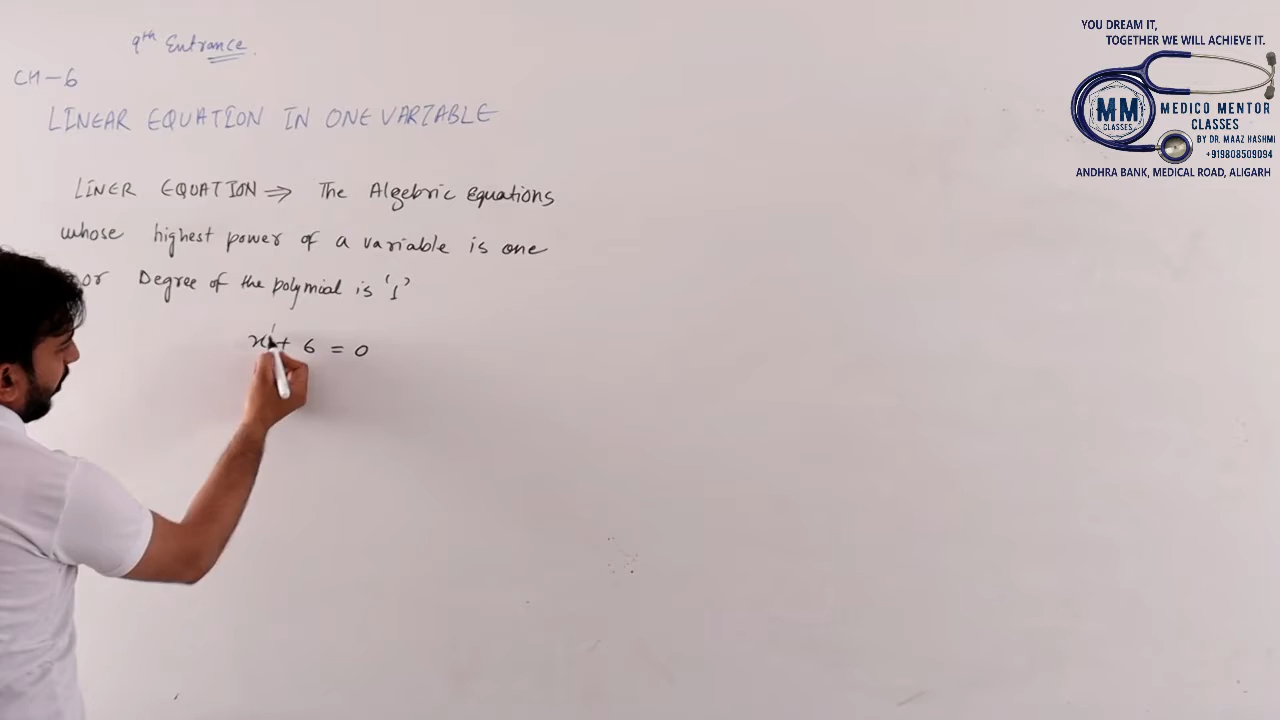 9th Entrance.
CH-6
LINEAR EQUATION IN ONE VARIABLE
LINER EQUATION ⇒ The Algebric equations
whose highest power of a variable is one
or Degree of the polymial is '1'
x¹ + 6 = 0
YOU DREAM IT,
TOGETHER WE WILL ACHIEVE IT.
MM
CLASSES
MEDICO MENTOR
CLASSES
BY DR. MAAZ HASHMI
+919808509094
ANDHRA BANK, MEDICAL ROAD, ALIGARH